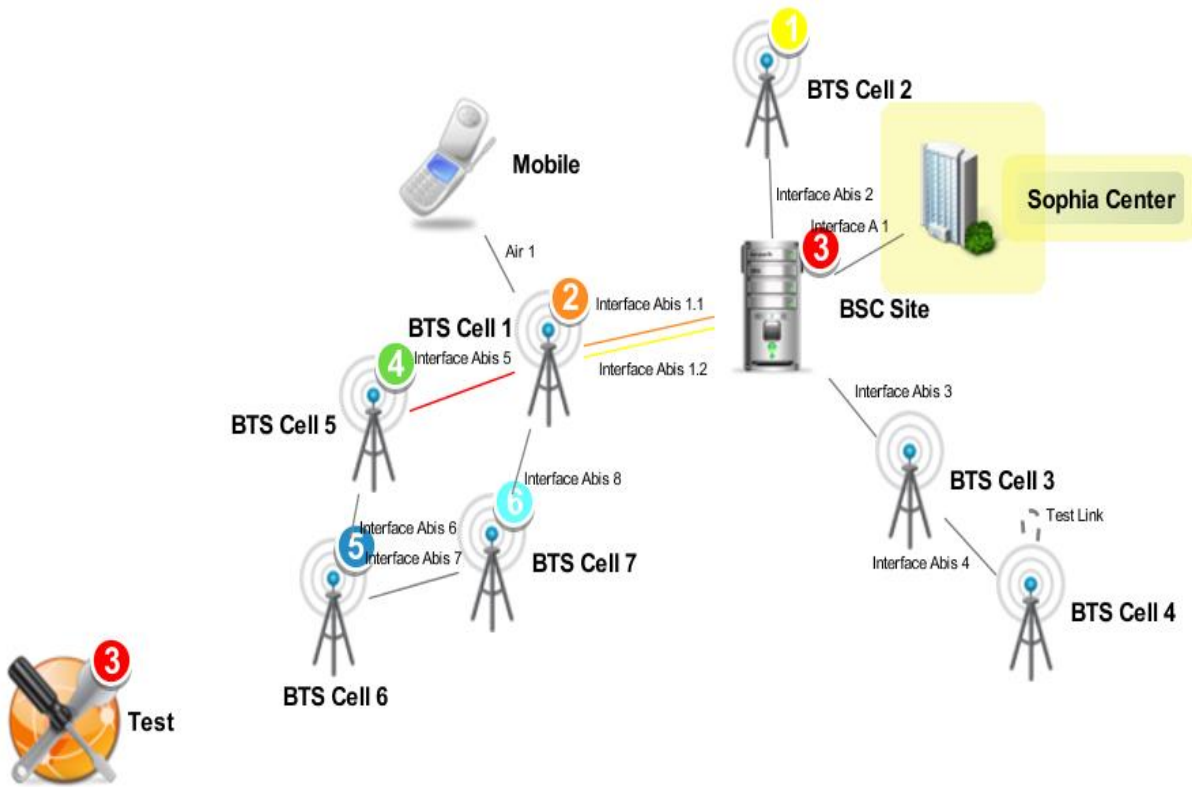 1
BTS Cell 2
Mobile
Sophia Center
Interface Abis 2
Interface A 1
3
Air 1
2
Interface Abis 1.1
BSC Site
BTS Cell 1
4
Interface Abis 5
Interface Abis 1.2
Interface Abis 3
BTS Cell 5
Interface Abis 8
BTS Cell 3
6
Test Link
5
Interface Abis 6
Interface Abis 7
BTS Cell 7
Interface Abis 4
BTS Cell 4
3
BTS Cell 6
Test